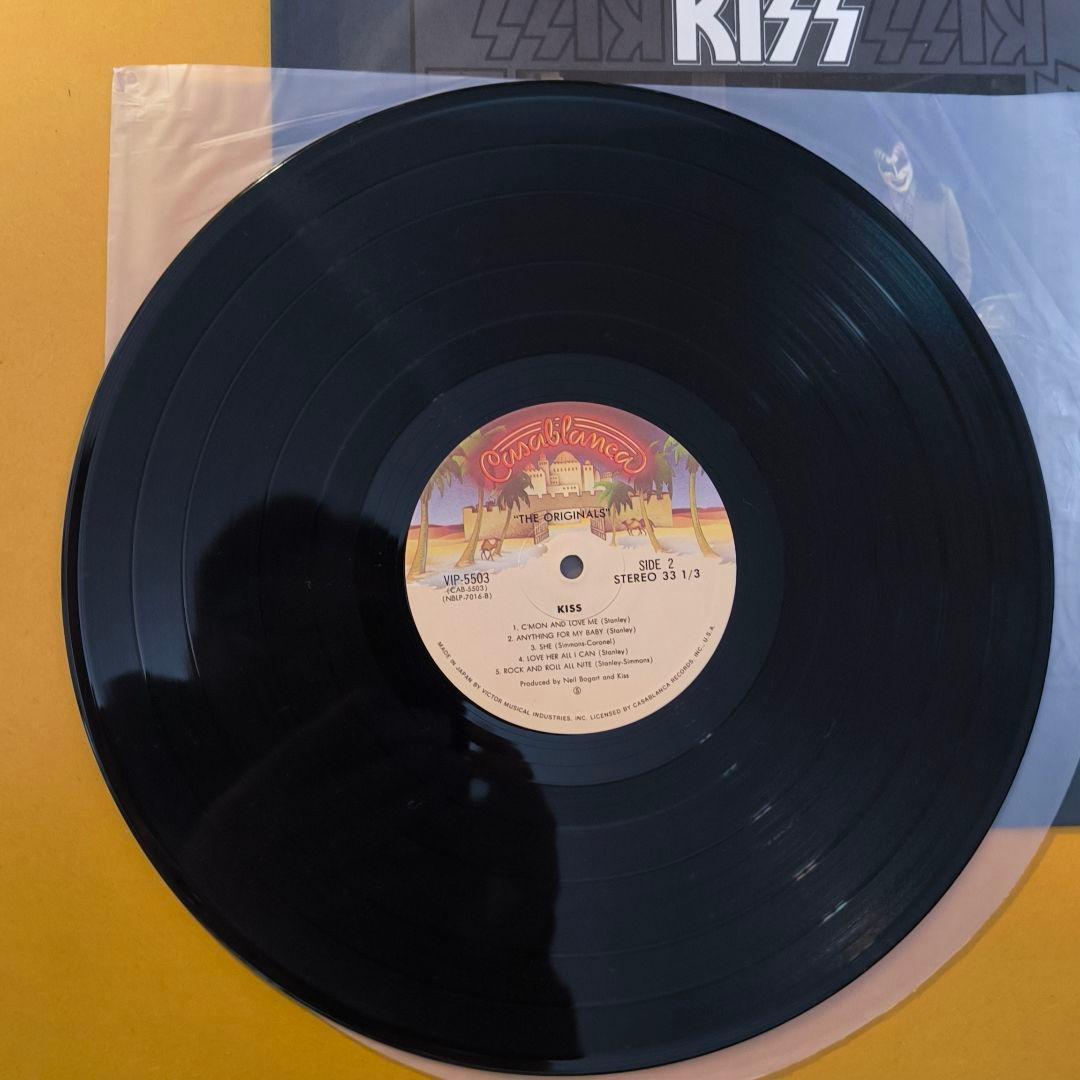 KISS KISS KISS
Casablanca
"THE ORIGINALS"
VIP-5503
(CAB-5503)
(NBLP-7016-B)
SIDE 2
STEREO 33 1/3
KISS
1. C'MON AND LOVE ME (Stanley)
2. ANYTHING FOR MY BABY (Stanley)
3. SHE (Simmons-Coronel)
4. LOVE HER ALL I CAN (Stanley)
5. ROCK AND ROLL ALL NITE (Stanley-Simmons)
Produced by Neil Bogart and Kiss
Ⓢ
MADE IN JAPAN BY VICTOR MUSICAL INDUSTRIES, INC. LICENSED BY CASABLANCA RECORDS, INC., U.S.A.